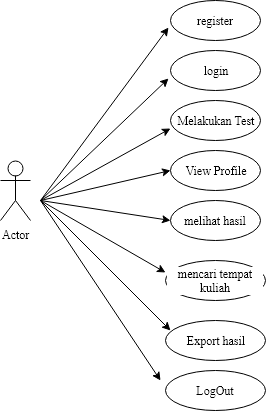 register
login
Melakukan Test
View Profile
melihat hasil
Actor
mencari tempat
kuliah
Export hasil
LogOut